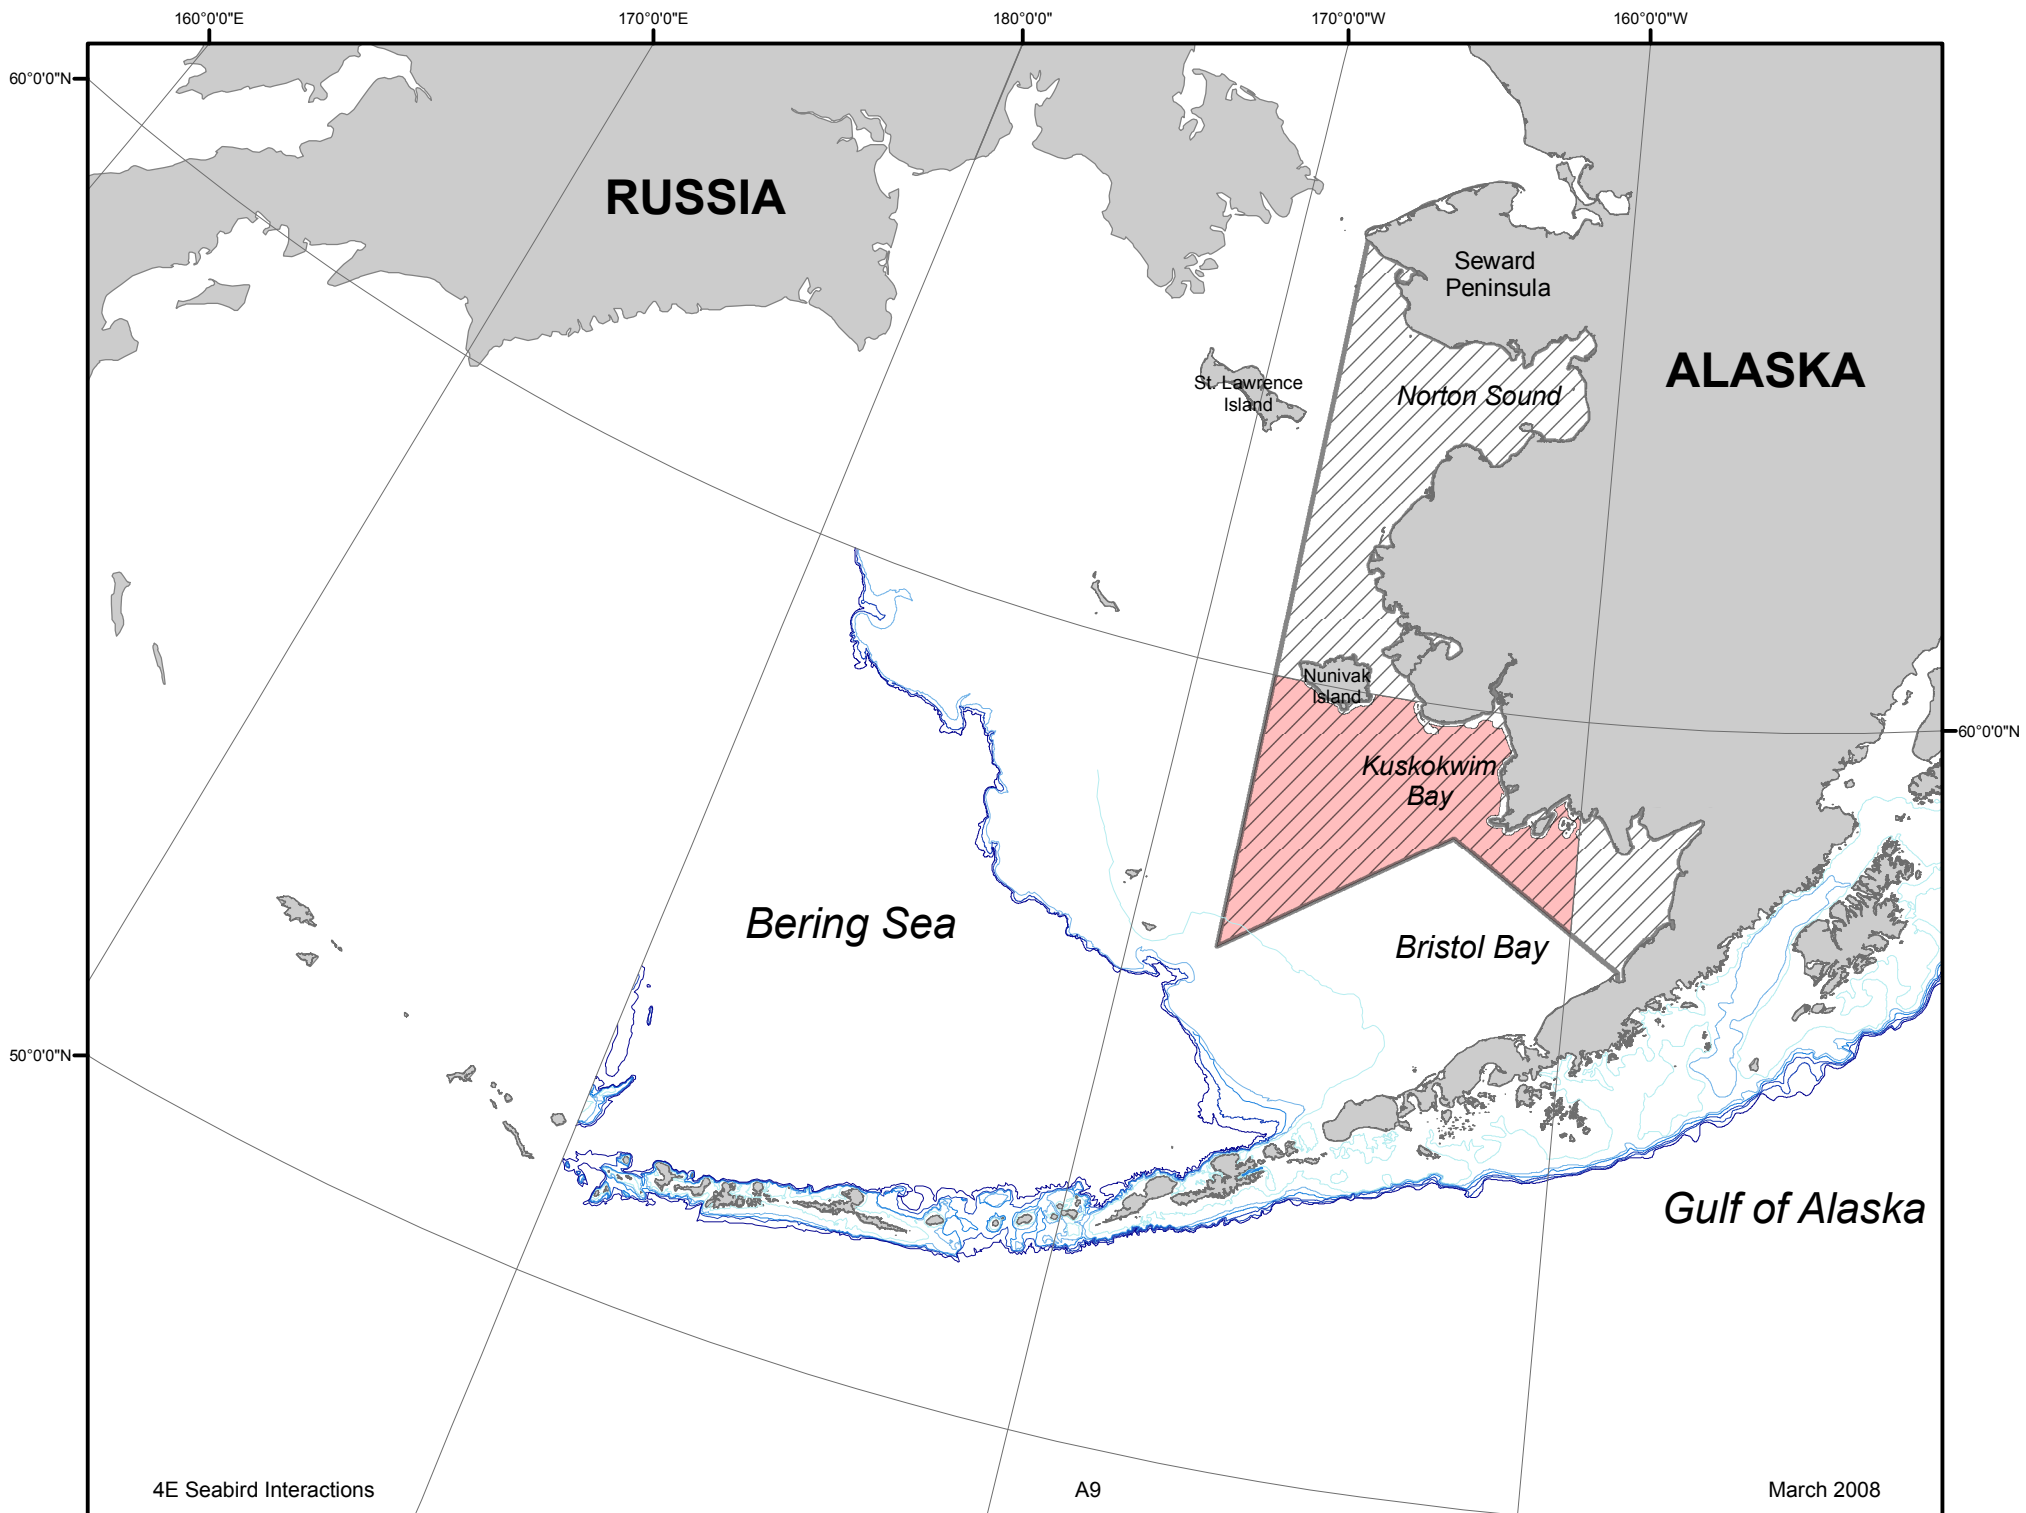 160°0'0"E
170°0'0"E
180°0'0"
170°0'0"W
160°0'0"W
60°0'0"N
RUSSIA
Seward
Peninsula
ALASKA
St. Lawrence
Island
Norton Sound
Nunivak
Island
60°0'0"N
Kuskokwim
Bay
Bering Sea
Bristol Bay
50°0'0"N
Gulf of Alaska
4E Seabird Interactions
A9
March 2008